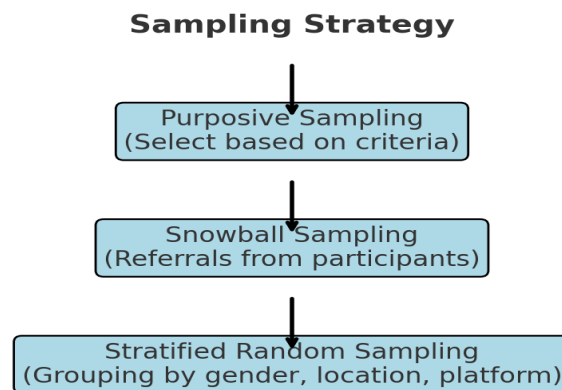 Sampling Strategy
Purposive Sampling
(Select based on criteria)
Snowball Sampling
(Referrals from participants)
Stratified Random Sampling
(Grouping by gender, location, platform)